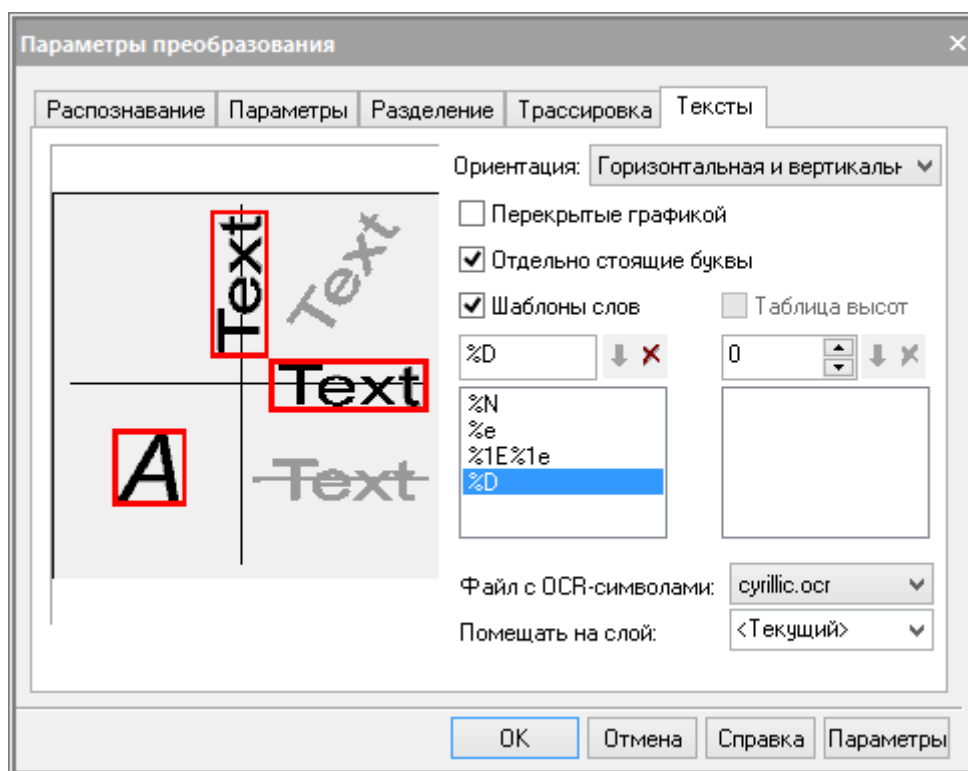 Параметры преобразования
Распознавание Параметры Разделение Трассировка Тексты
Ориентация: Горизонтальная и вертикальн
Перекрытые графикой
Отдельно стоящие буквы
Шаблоны слов Таблица высот
%D 0
%N
%e
%1E%1e
%D
Text
Text
Text
A
Text
Файл с OCR-символами: cyrillic.ocr
Помещать на слой: <Текущий>
OK Отмена Справка Параметры